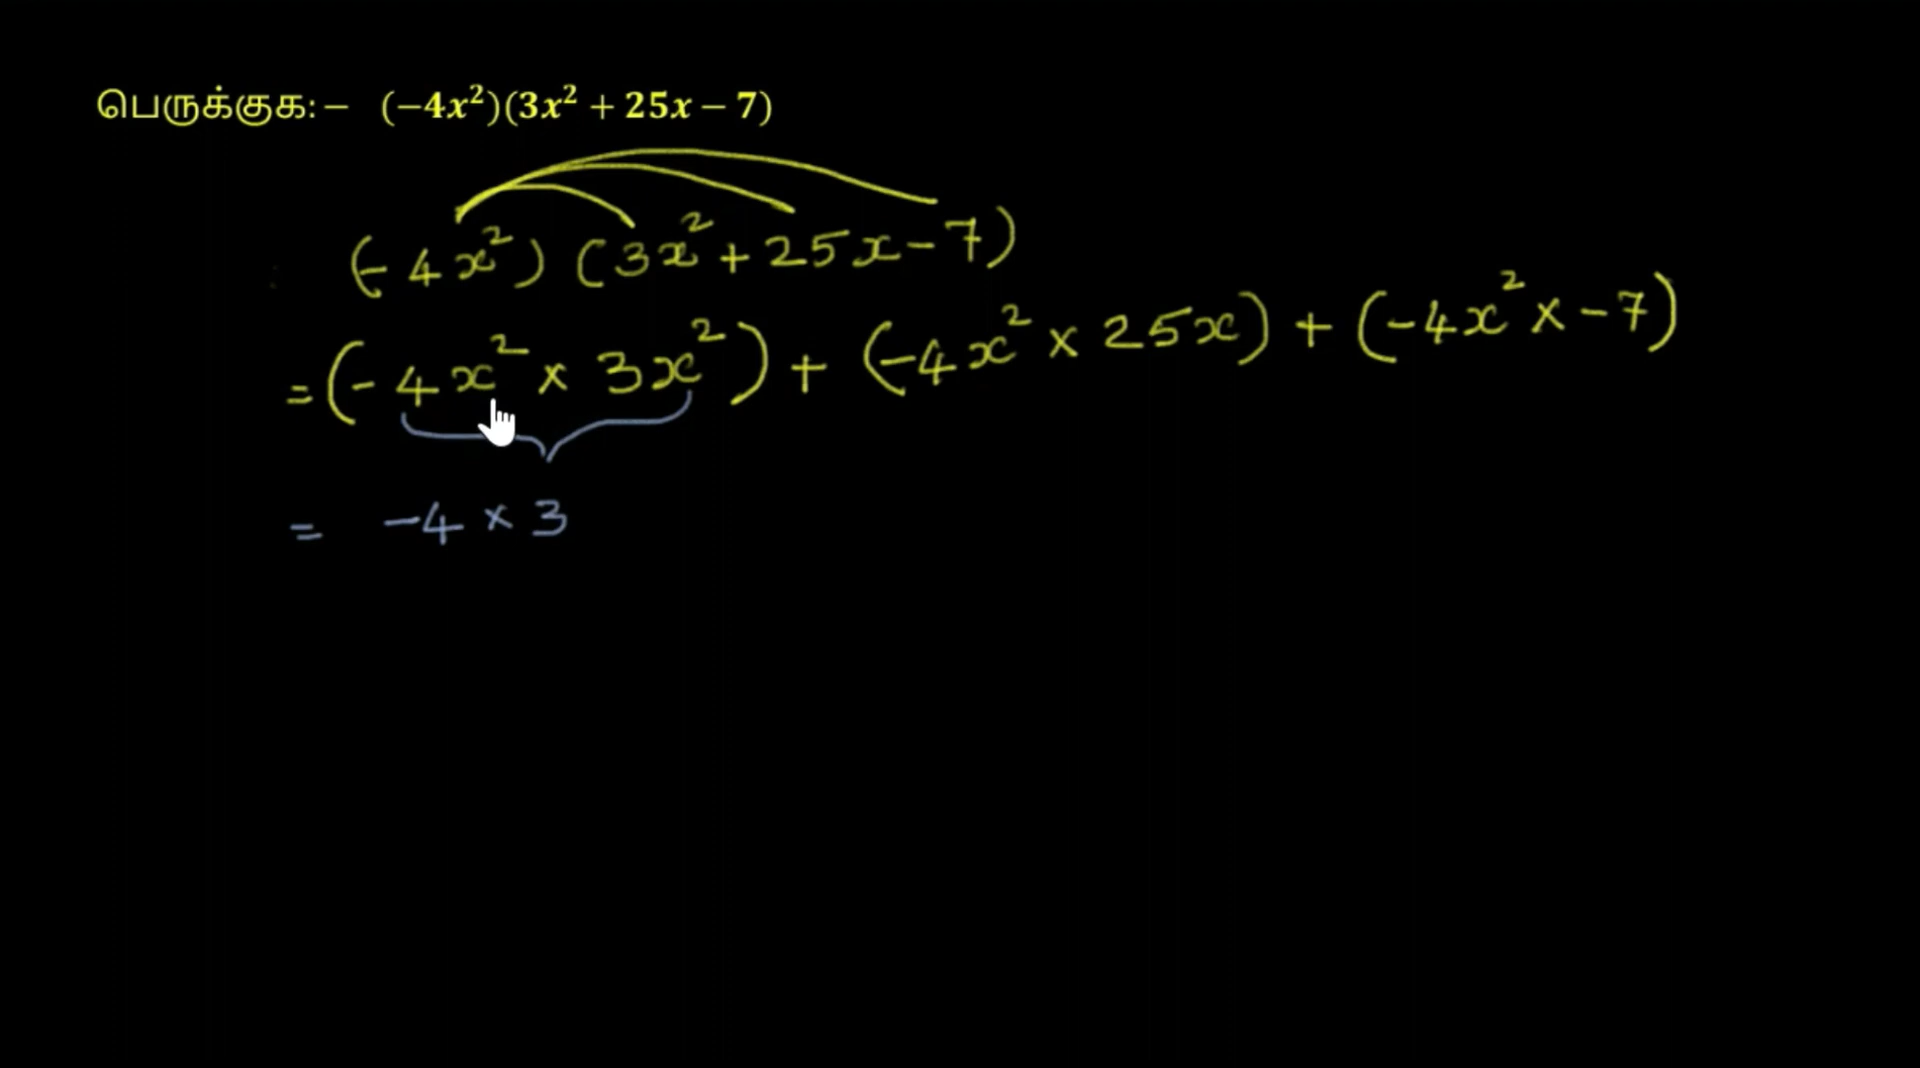 பெருக்குக:− (−4x²)(3x² + 25x − 7)
(-4x²) (3x² + 25x - 7)
= (-4x² × 3x²) + (-4x² × 25x) + (-4x² × -7)
= -4 × 3